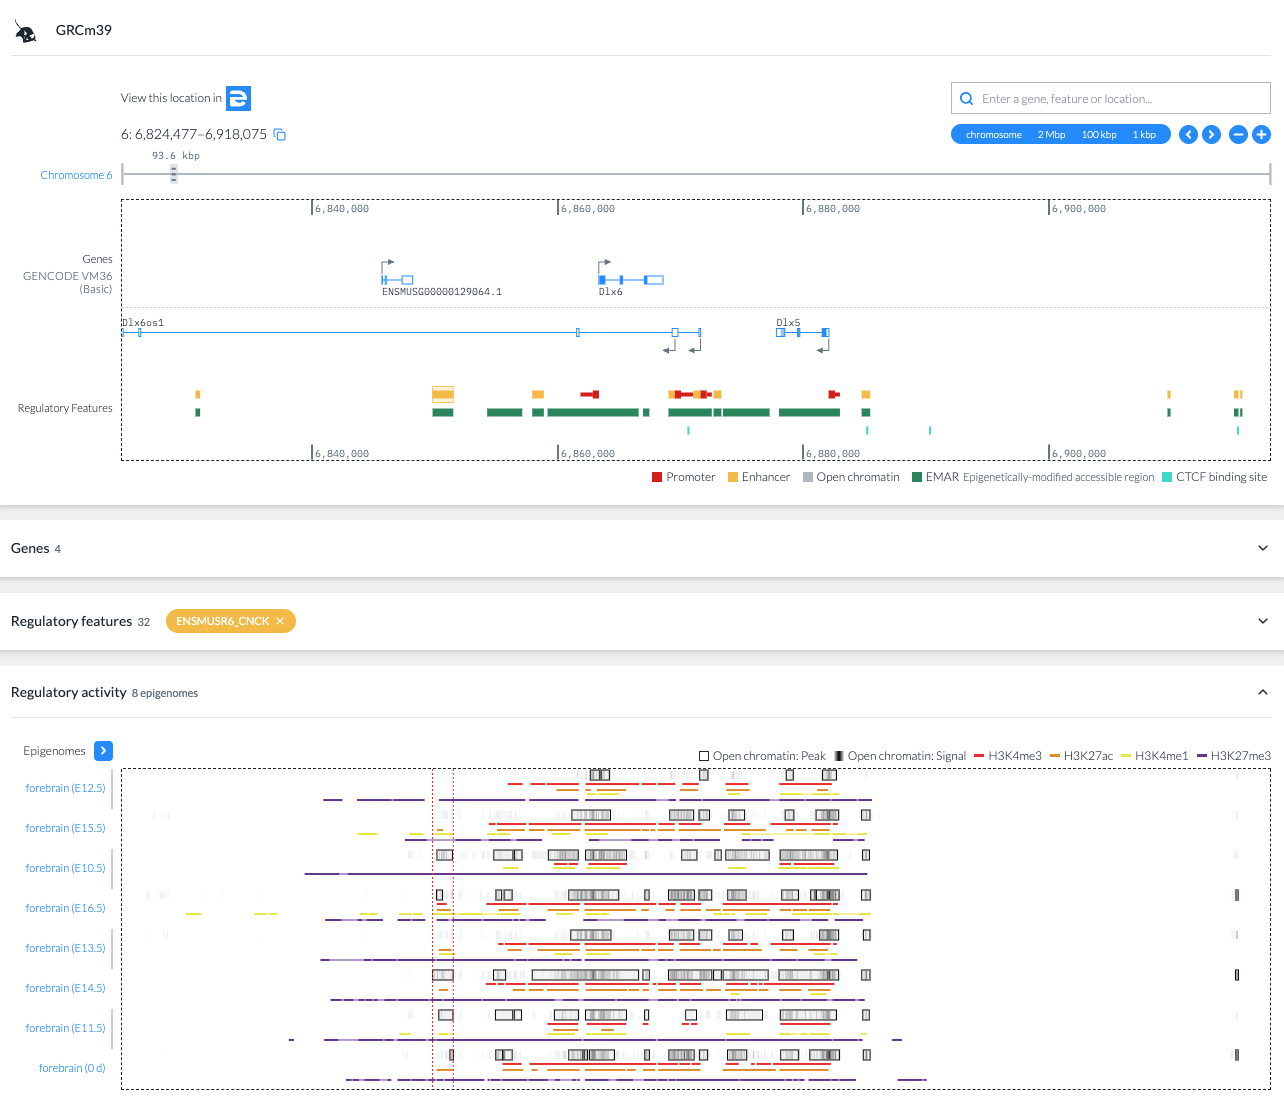 GRCm39
View this location in
Enter a gene, feature or location...
6: 6,824,477–6,918,075
chromosome 2 Mbp 100 kbp 1 kbp
93.6 kbp
Chromosome 6
6,840,000 6,860,000 6,880,000 6,900,000
Genes
GENCODE VM36
(Basic)
ENSMUSG00000129064.1 Dlx6
Dlx6os1 Dlx5
Regulatory Features
6,840,000 6,860,000 6,880,000 6,900,000
Promoter Enhancer Open chromatin EMAR Epigenetically-modified accessible region CTCF binding site
Genes 4
Regulatory features 32 ENSMUSR6_CNCK ×
Regulatory activity 8 epigenomes
Epigenomes
Open chromatin: Peak Open chromatin: Signal H3K4me3 H3K27ac H3K4me1 H3K27me3
forebrain (E12.5)
forebrain (E15.5)
forebrain (E10.5)
forebrain (E16.5)
forebrain (E13.5)
forebrain (E14.5)
forebrain (E11.5)
forebrain (0 d)